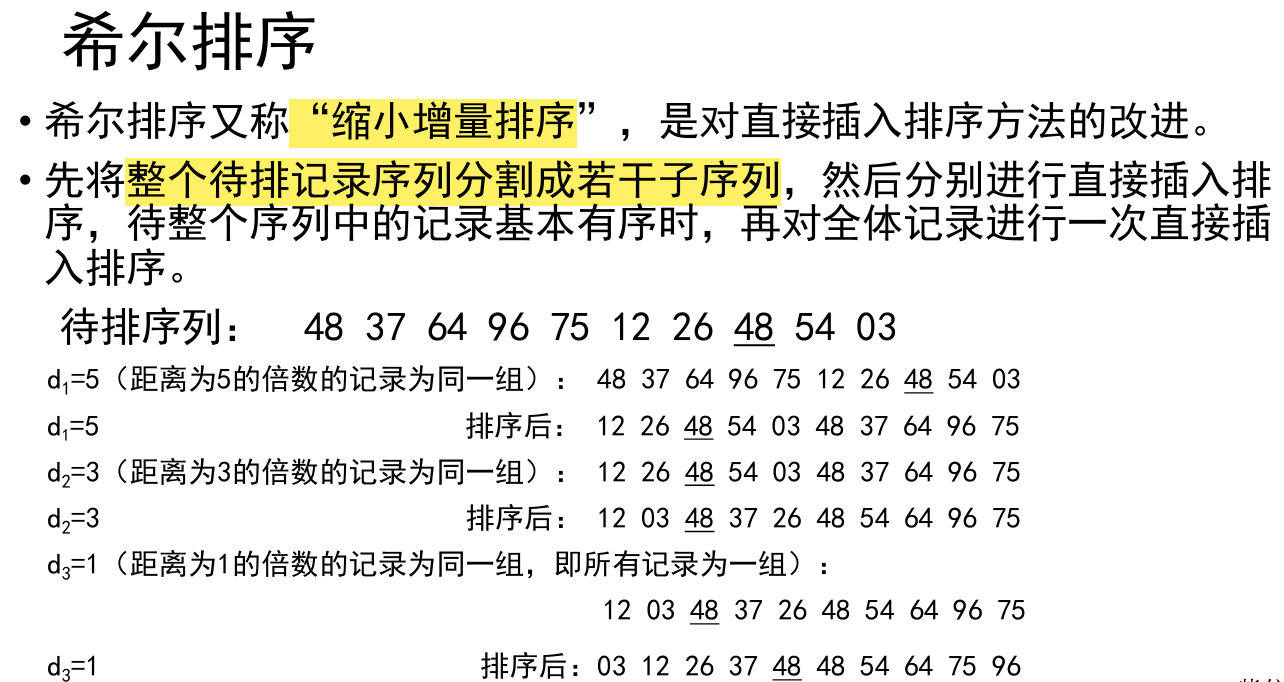 希尔排序
• 希尔排序又称“缩小增量排序”，是对直接插入排序方法的改进。
• 先将整个待排记录序列分割成若干子序列，然后分别进行直接插入排
序，待整个序列中的记录基本有序时，再对全体记录进行一次直接插
入排序。
待排序列： 48 37 64 96 75 12 26 48 54 03
d₁=5（距离为5的倍数的记录为同一组）： 48 37 64 96 75 12 26 48 54 03
d₁=5 排序后： 12 26 48 54 03 48 37 64 96 75
d₂=3（距离为3的倍数的记录为同一组）： 12 26 48 54 03 48 37 64 96 75
d₂=3 排序后： 12 03 48 37 26 48 54 64 96 75
d₃=1（距离为1的倍数的记录为同一组，即所有记录为一组）：
12 03 48 37 26 48 54 64 96 75
d₃=1 排序后：03 12 26 37 48 48 54 64 75 96